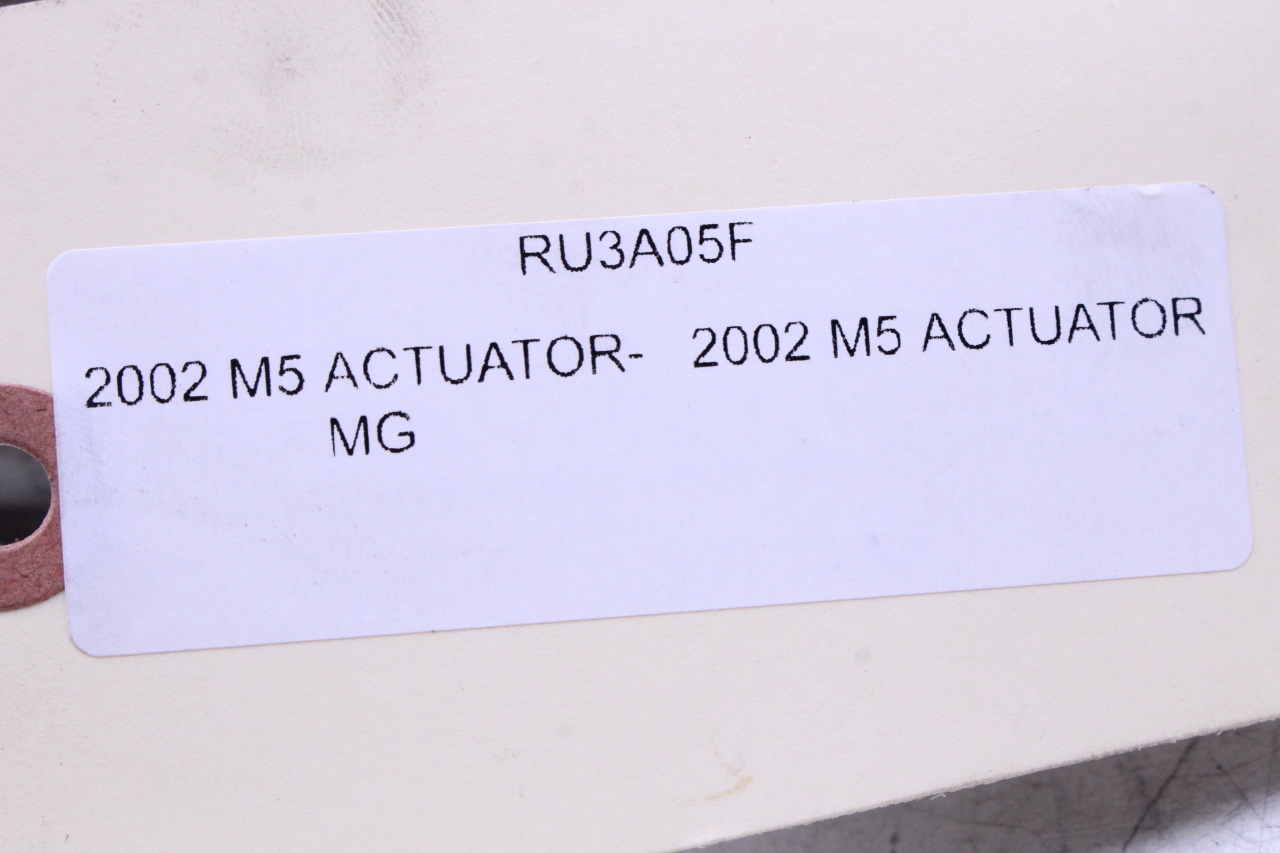 RU3A05F
2002 M5 ACTUATOR- 2002 M5 ACTUATOR
MG